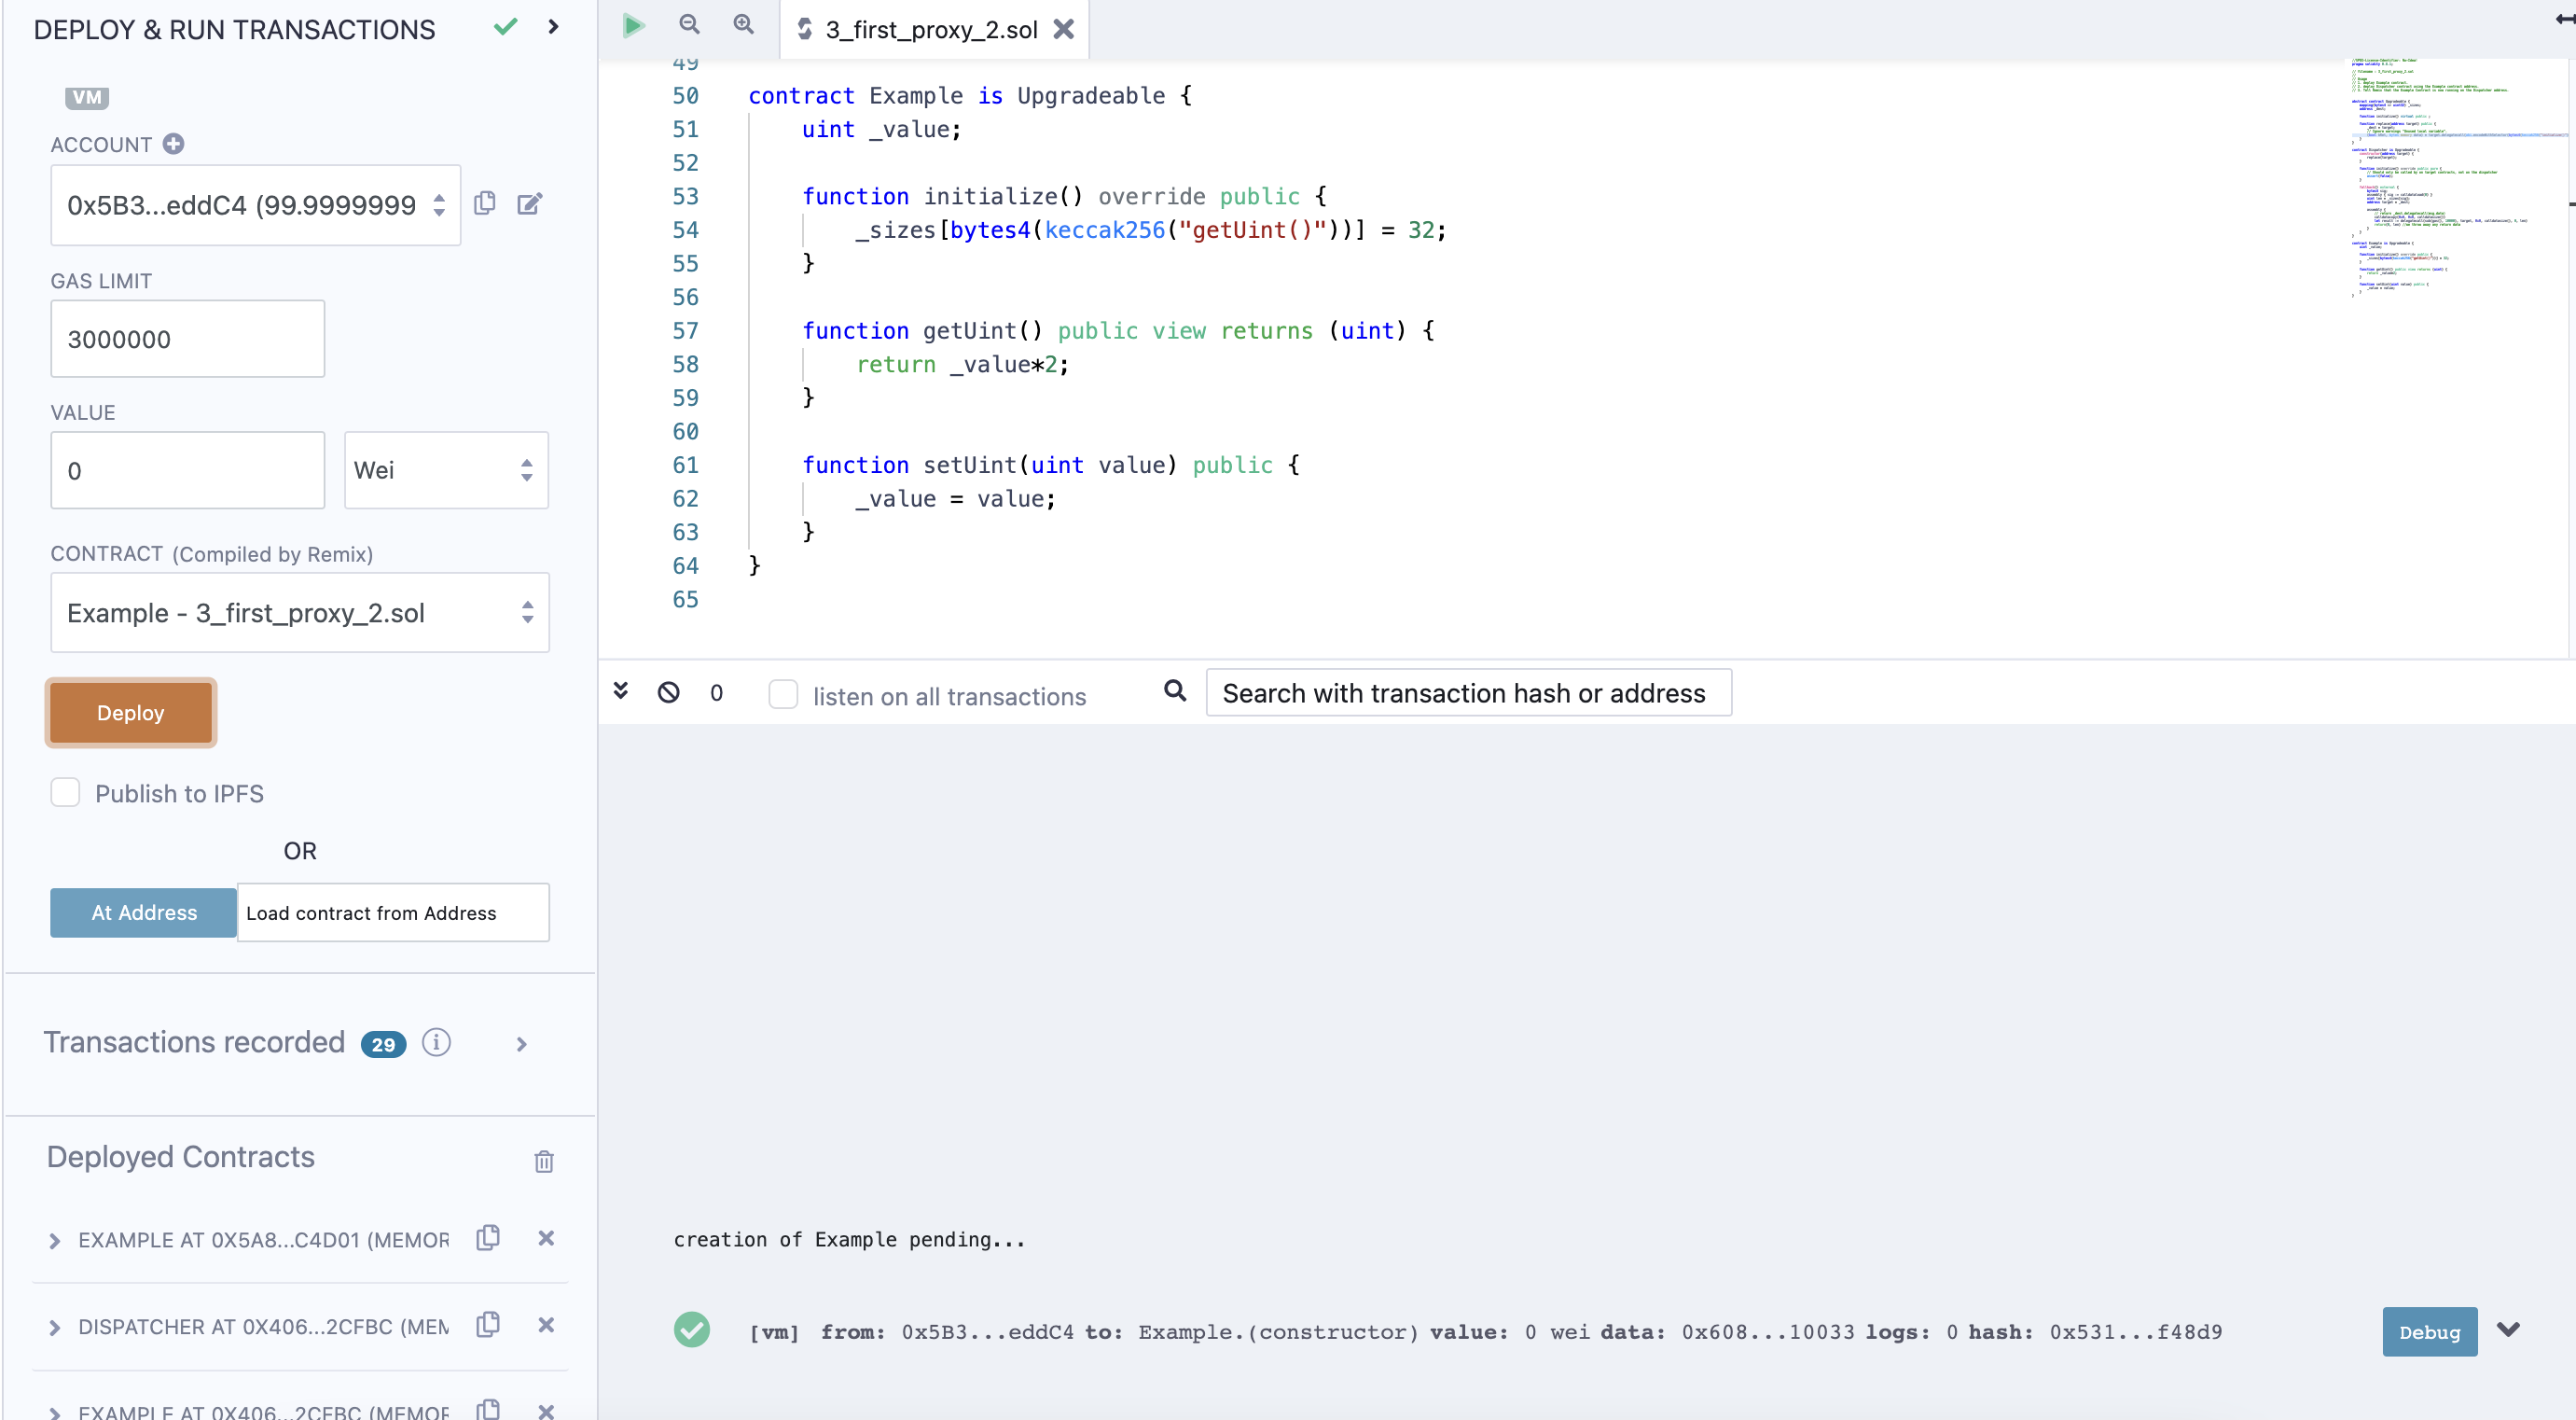 DEPLOY & RUN TRANSACTIONS
VM
ACCOUNT
0x5B3...eddC4 (99.9999999
GAS LIMIT
3000000
VALUE
0
Wei
CONTRACT (Compiled by Remix)
Example - 3_first_proxy_2.sol
Deploy
Publish to IPFS
OR
At Address
Load contract from Address
Transactions recorded 29
Deployed Contracts
EXAMPLE AT 0X5A8...C4D01 (MEMOR
DISPATCHER AT 0X406...2CFBC (MEM
EXAMPLE AT 0X406...2CFBC (MEMOR
3_first_proxy_2.sol
49
50 contract Example is Upgradeable {
51 uint _value;
52
53 function initialize() override public {
54 _sizes[bytes4(keccak256("getUint()"))] = 32;
55 }
56
57 function getUint() public view returns (uint) {
58 return _value*2;
59 }
60
61 function setUint(uint value) public {
62 _value = value;
63 }
64 }
65
0
listen on all transactions
Search with transaction hash or address
creation of Example pending...
[vm] from: 0x5B3...eddC4 to: Example.(constructor) value: 0 wei data: 0x608...10033 logs: 0 hash: 0x531...f48d9
Debug